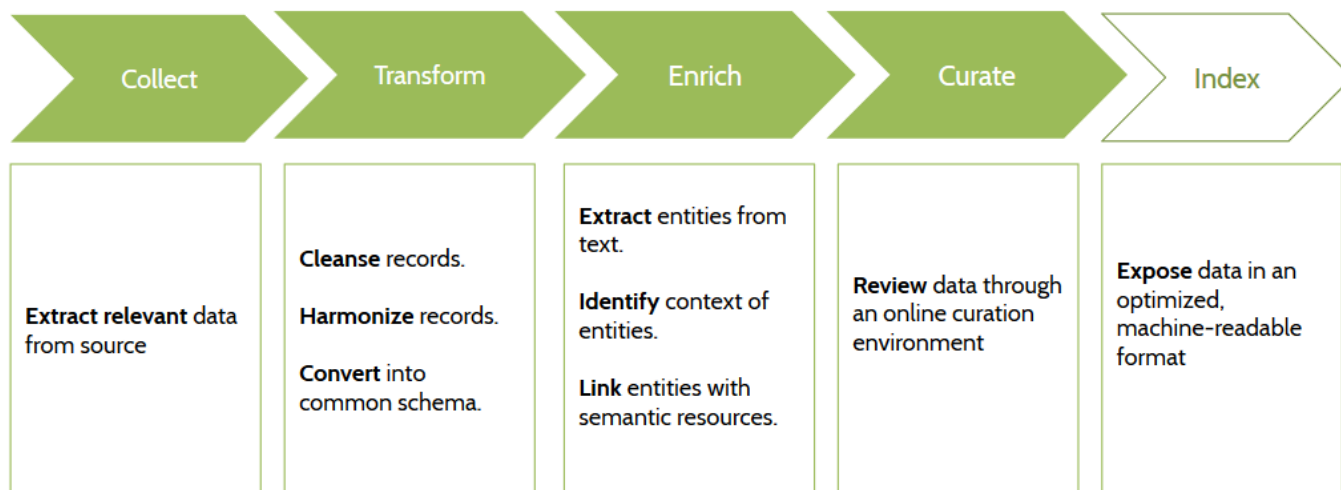 Collect
Transform
Enrich
Curate
Index
Extract relevant data
from source
Cleanse records.
Harmonize records.
Convert into
common schema.
Extract entities from
text.
Identify context of
entities.
Link entities with
semantic resources.
Review data through
an online curation
environment
Expose data in an
optimized,
machine-readable
format